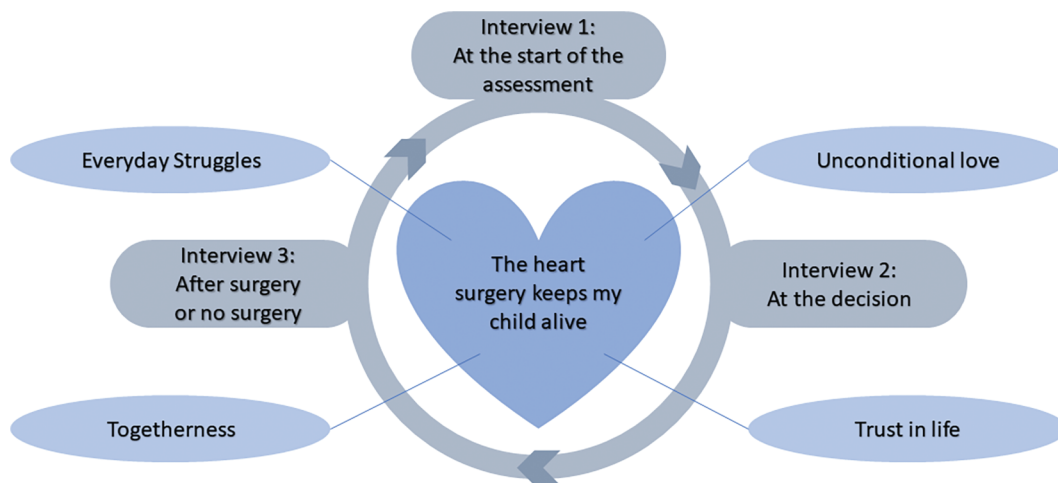 Interview 1:
At the start of the
assessment
Everyday Struggles
Unconditional love
Interview 3:
After surgery
or no surgery
The heart
surgery keeps my
child alive
Interview 2:
At the decision
Togetherness
Trust in life